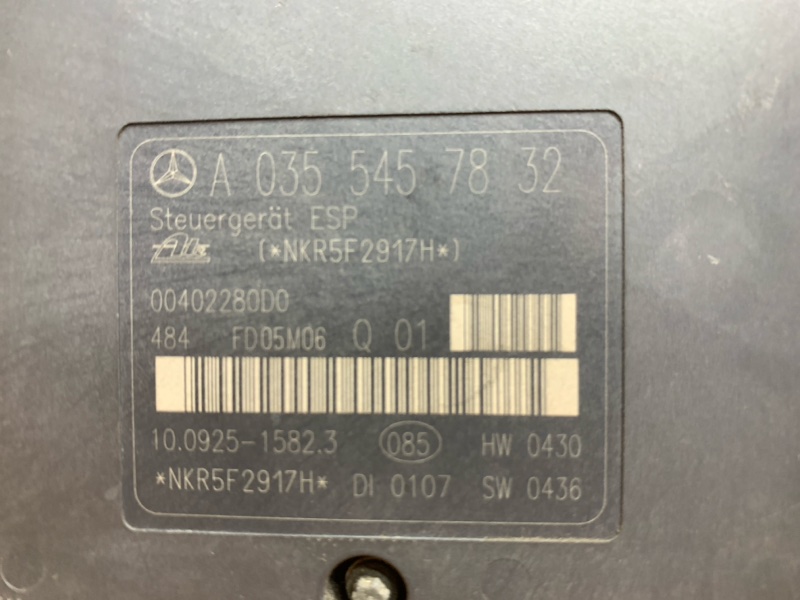 A 035 545 78 32
Steuergerät ESP
Ate (*NKR5F2917H*)
00402280D0
484 FD05M06 Q 01
10.0925-1582.3 085 HW 0430
*NKR5F2917H* DI 0107 SW 0436